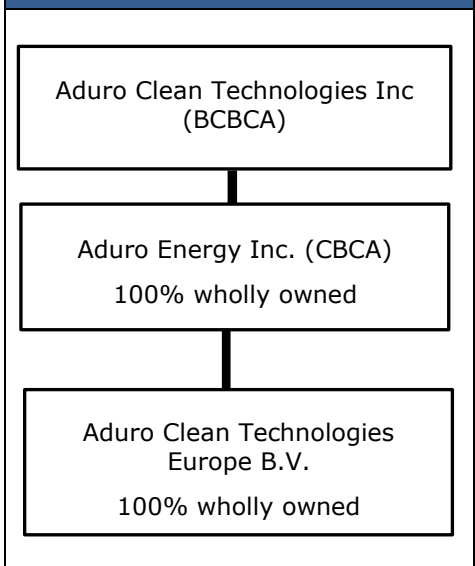 Aduro Clean Technologies Inc
(BCBCA)
Aduro Energy Inc. (CBCA)
100% wholly owned
Aduro Clean Technologies
Europe B.V.
100% wholly owned